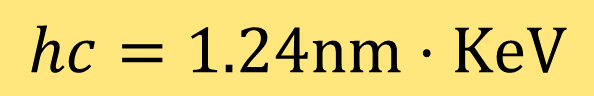 hc = 1.24nm · KeV